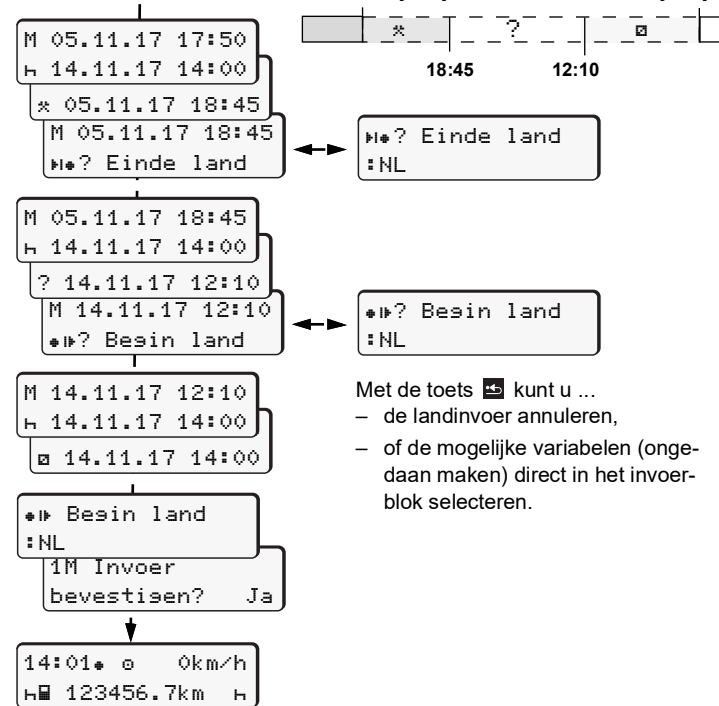 M 05.11.17 17:50
14.11.17 14:00
05.11.17 18:45
M 05.11.17 18:45
? Einde land
? Einde land
:NL
?
18:45 12:10
M 05.11.17 18:45
14.11.17 14:00
? 14.11.17 12:10
M 14.11.17 12:10
? Begin land
? Begin land
:NL
M 14.11.17 12:10
14.11.17 14:00
14.11.17 14:00
Met de toets kunt u ...
– de landinvoer annuleren,
– of de mogelijke variabelen (onge-
daan maken) direct in het invoer-
blok selecteren.
Begin land
:NL
1M Invoer
bevestigen? Ja
14:01 0km/h
123456.7km